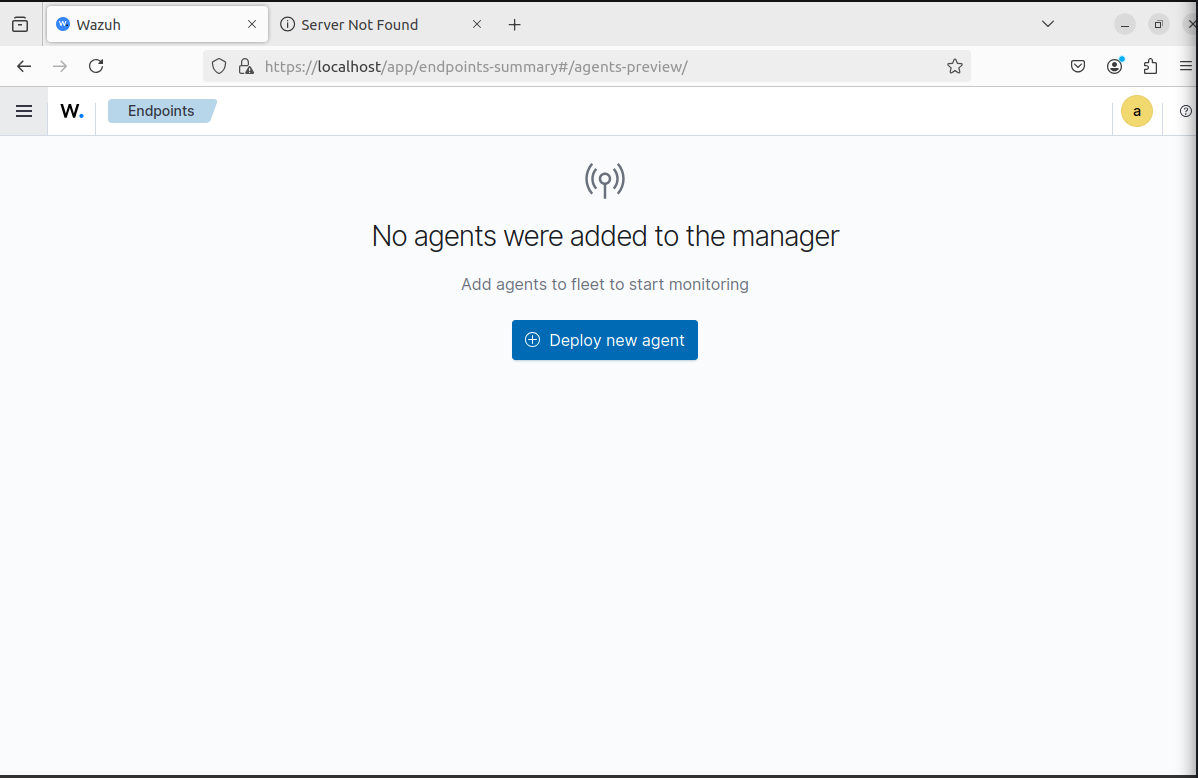 Wazuh
Server Not Found
https://localhost/app/endpoints-summary#/agents-preview/
W.
Endpoints
a
No agents were added to the manager
Add agents to fleet to start monitoring
Deploy new agent